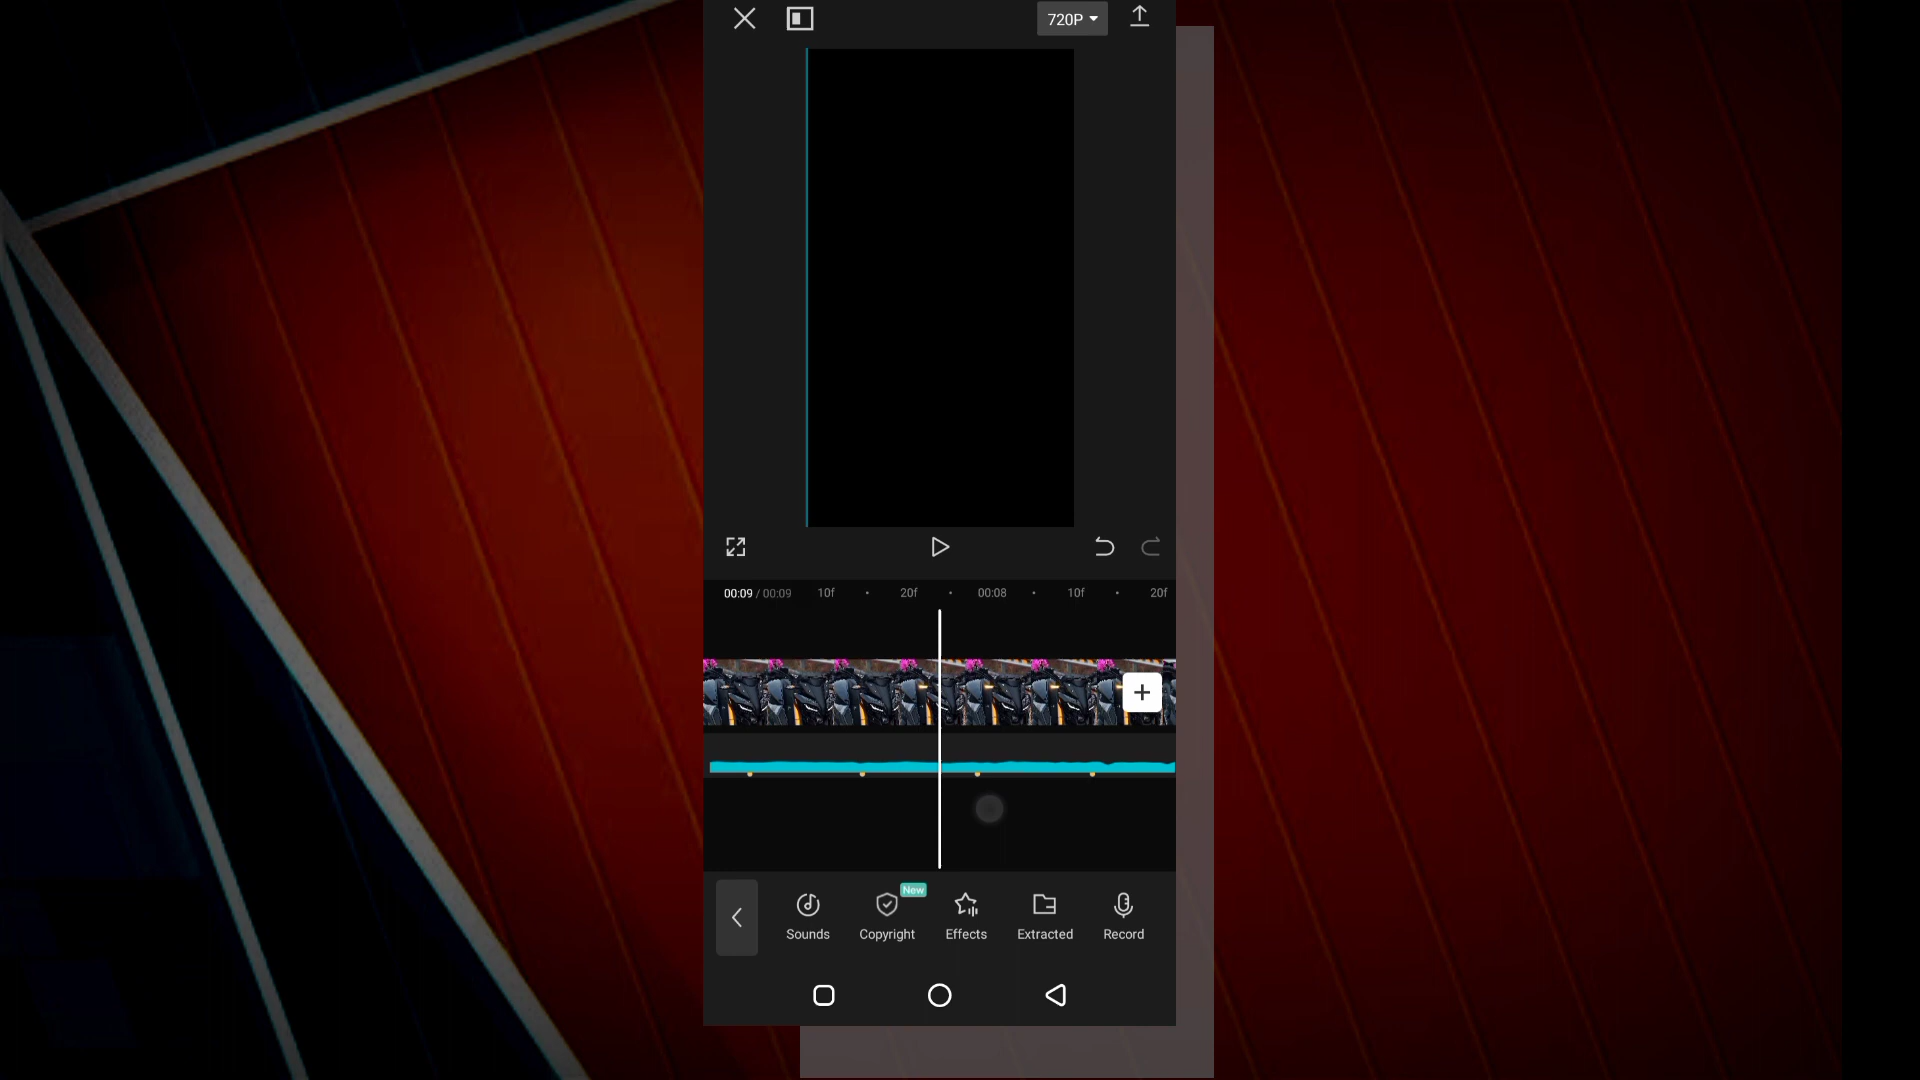 720P
00:09 / 00:09 10f 20f 00:08 10f 20f
New
Sounds Copyright Effects Extracted Record